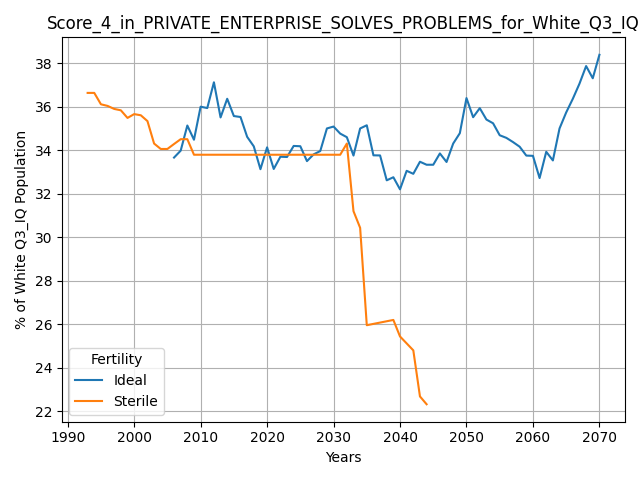 Score_4_in_PRIVATE_ENTERPRISE_SOLVES_PROBLEMS_for_White_Q3_IQ
% of White Q3_IQ Population
38
36
34
32
30
28
26
24
22
Fertility
Ideal
Sterile
1990 2000 2010 2020 2030 2040 2050 2060 2070
Years